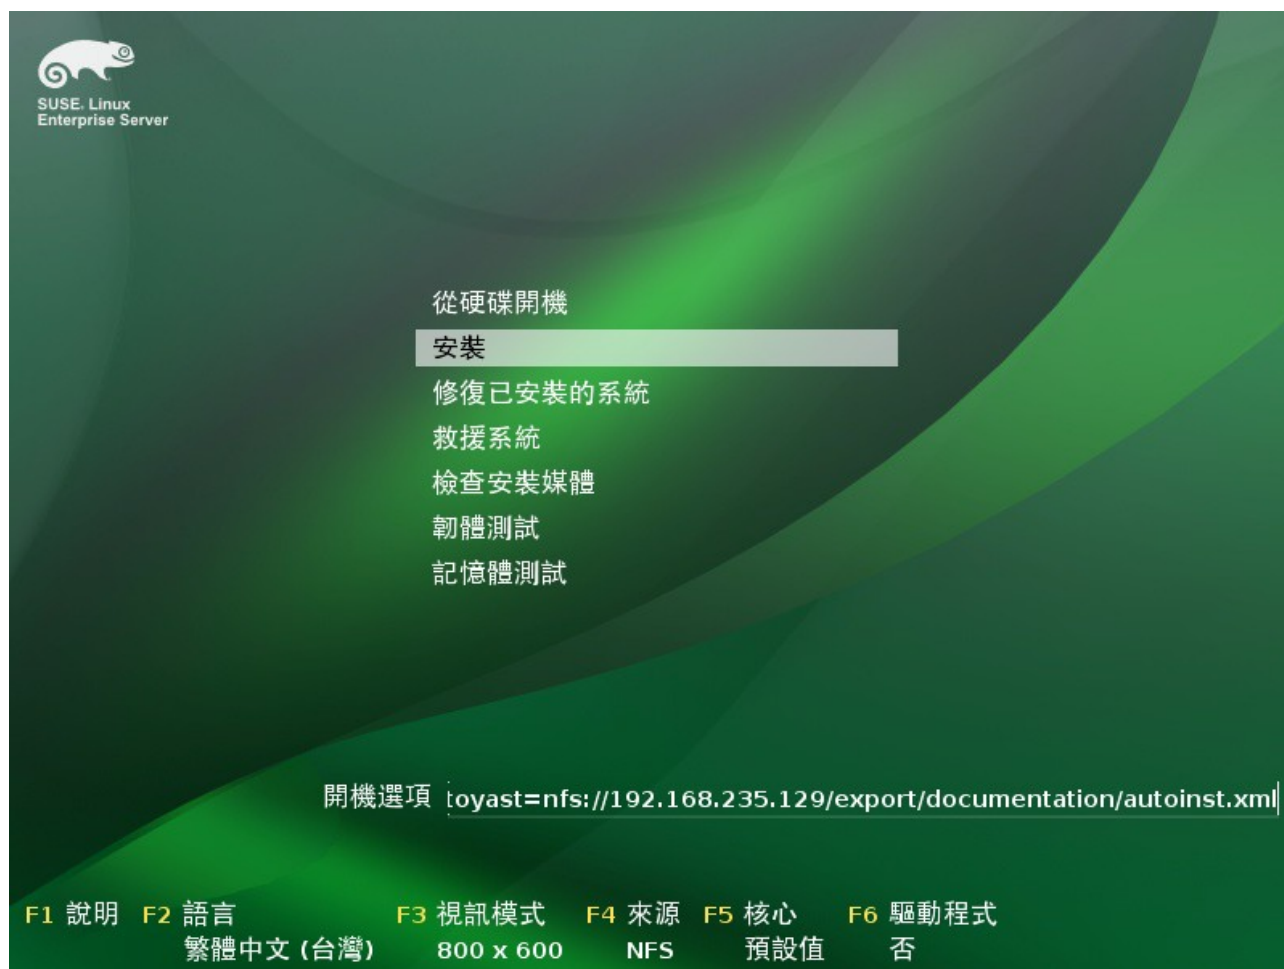 SUSE. Linux
Enterprise Server
從硬碟開機
安裝
修復已安裝的系統
救援系統
檢查安裝媒體
韌體測試
記憶體測試
開機選項 toyast=nfs://192.168.235.129/export/documentation/autoinst.xml
F1 說明 F2 語言 F3 視訊模式 F4 來源 F5 核心 F6 驅動程式
繁體中文 (台灣) 800 x 600 NFS 預設值 否